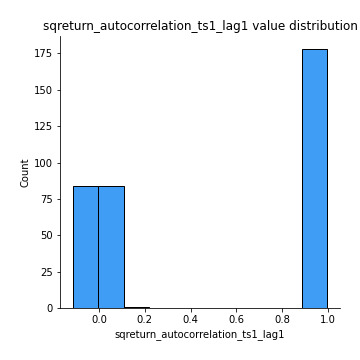 sqreturn_autocorrelation_ts1_lag1 value distribution
175
150
125
100
75
50
25
0
Count
0.0 0.2 0.4 0.6 0.8 1.0
sqreturn_autocorrelation_ts1_lag1